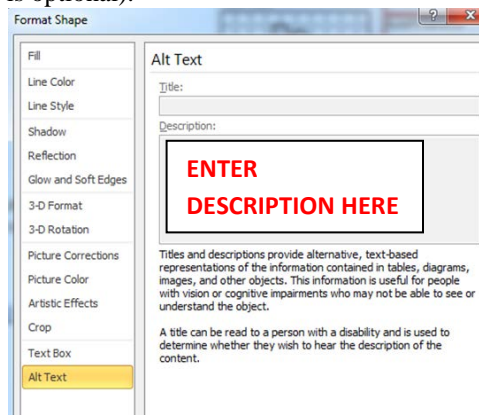 is optional).
Format Shape
?
X
Fill
Line Color
Line Style
Shadow
Reflection
Glow and Soft Edges
3-D Format
3-D Rotation
Picture Corrections
Picture Color
Artistic Effects
Crop
Text Box
Alt Text
Alt Text
Title:
Description:
ENTER
DESCRIPTION HERE
Titles and descriptions provide alternative, text-based
representations of the information contained in tables, diagrams,
images, and other objects. This information is useful for people
with vision or cognitive impairments who may not be able to see or
understand the object.
A title can be read to a person with a disability and is used to
determine whether they wish to hear the description of the
content.